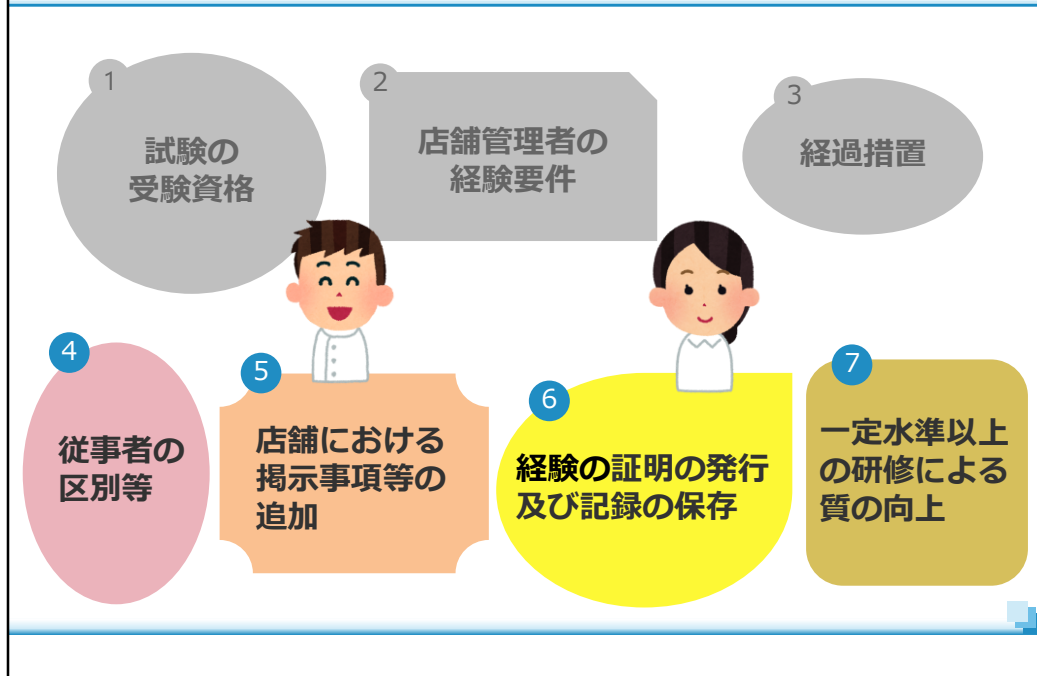 1
試験の
受験資格
2
店舗管理者の
経験要件
3
経過措置
4
従事者の
区別等
5
店舗における
掲示事項等の
追加
6
経験の証明の発行
及び記録の保存
7
一定水準以上
の研修による
質の向上